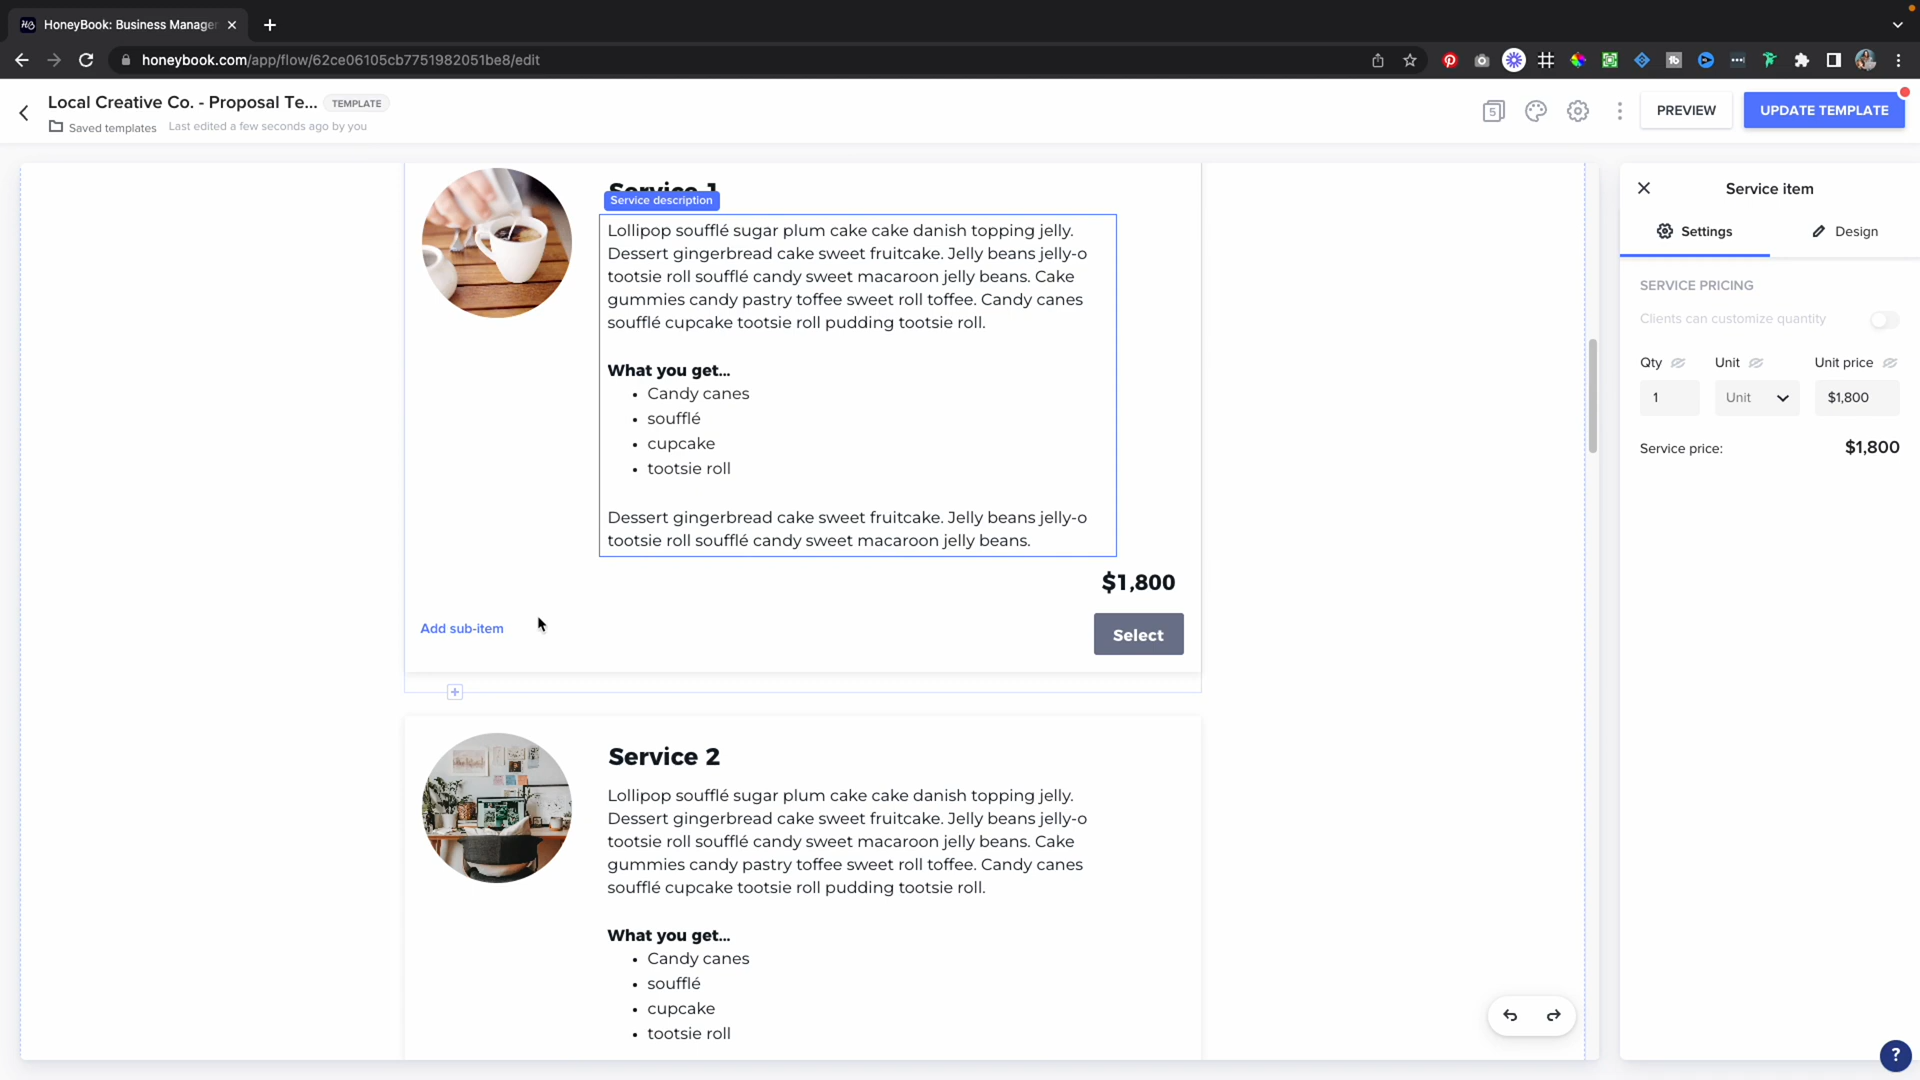 HoneyBook: Business Manage
honeybook.com/app/flow/62ce06105cb7751982051be8/edit
Local Creative Co. - Proposal Te...
TEMPLATE
Saved templates
Last edited a few seconds ago by you
5
PREVIEW
UPDATE TEMPLATE
Service 1
Service description
Lollipop soufflé sugar plum cake cake danish topping jelly.
Dessert gingerbread cake sweet fruitcake. Jelly beans jelly-o
tootsie roll soufflé candy sweet macaroon jelly beans. Cake
gummies candy pastry toffee sweet roll toffee. Candy canes
soufflé cupcake tootsie roll pudding tootsie roll.
What you get...
• Candy canes
• soufflé
• cupcake
• tootsie roll
Dessert gingerbread cake sweet fruitcake. Jelly beans jelly-o
tootsie roll soufflé candy sweet macaroon jelly beans.
$1,800
Add sub-item
Select
Service 2
Lollipop soufflé sugar plum cake cake danish topping jelly.
Dessert gingerbread cake sweet fruitcake. Jelly beans jelly-o
tootsie roll soufflé candy sweet macaroon jelly beans. Cake
gummies candy pastry toffee sweet roll toffee. Candy canes
soufflé cupcake tootsie roll pudding tootsie roll.
What you get...
• Candy canes
• soufflé
• cupcake
• tootsie roll
Service item
Settings
Design
SERVICE PRICING
Clients can customize quantity
Qty Unit Unit price
1 Unit $1,800
Service price: $1,800
?